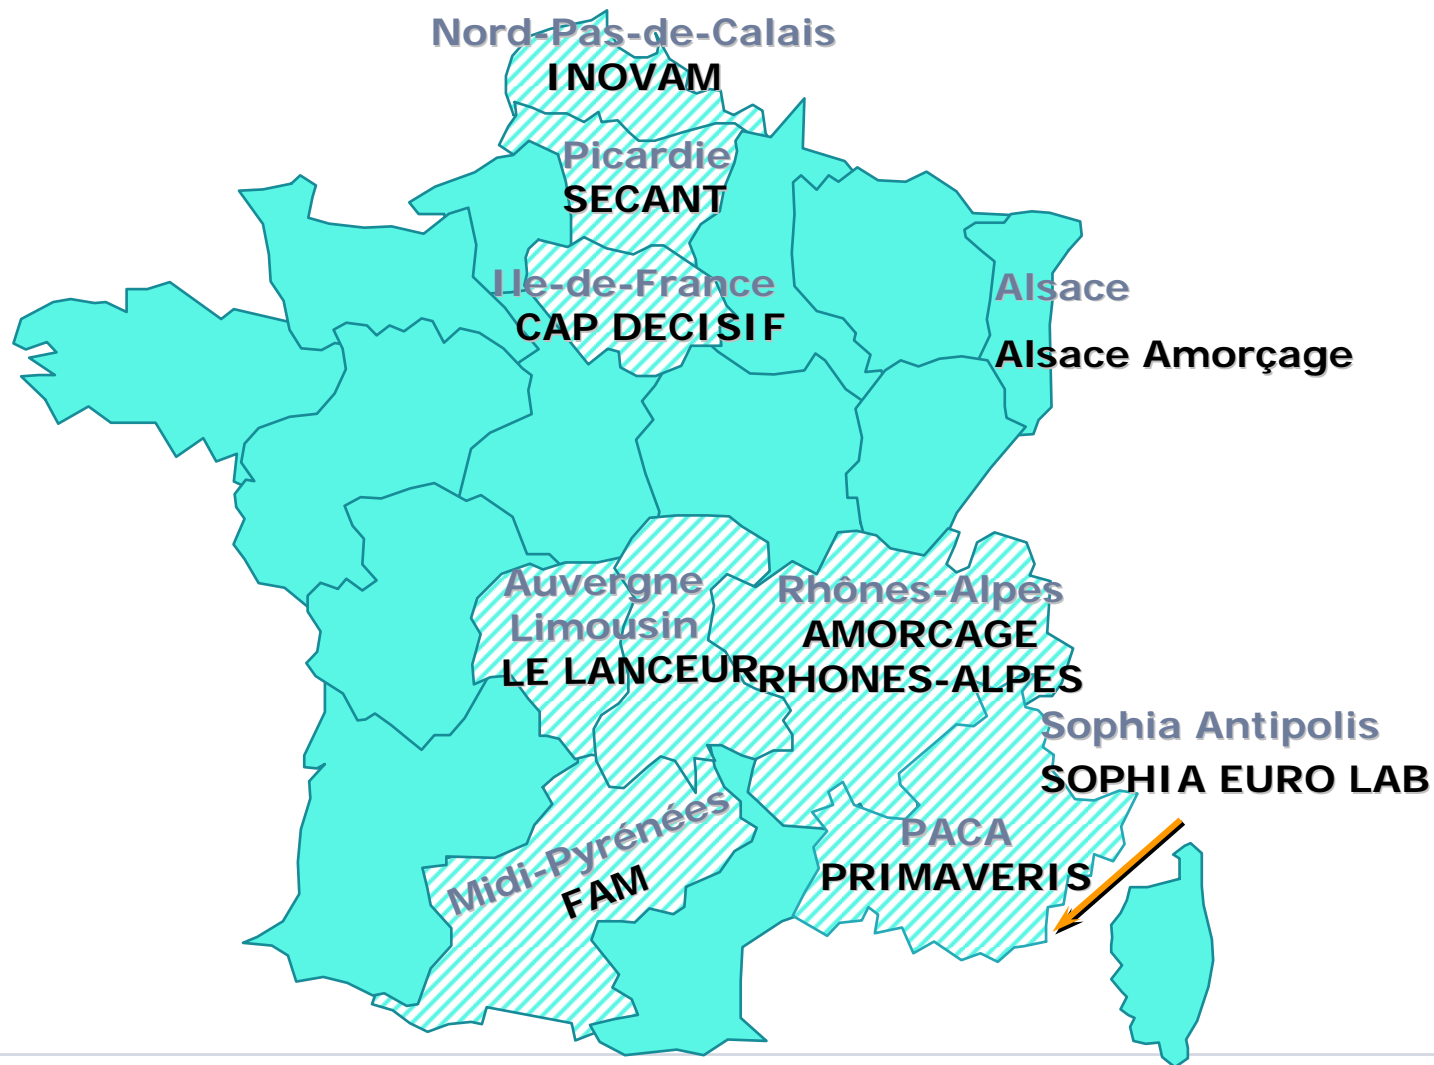 Nord-Pas-de-Calais
INOVAM
Picardie
SECANT
Ile-de-France
CAP DECISIF
Alsace
Alsace Amorçage
Auvergne
Limousin
LE LANCEUR
Rhônes-Alpes
AMORCAGE
RHONES-ALPES
Sophia Antipolis
SOPHIA EURO LAB
Midi-Pyrénées
FAM
PACA
PRIMAVERIS